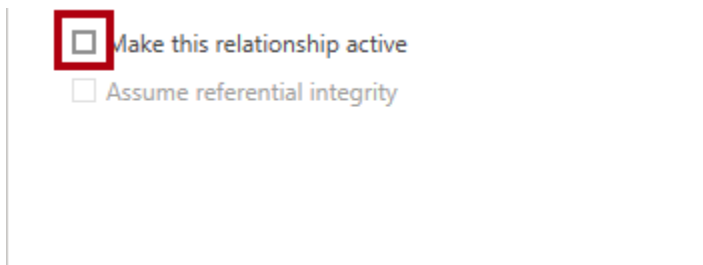 Make this relationship active
Assume referential integrity